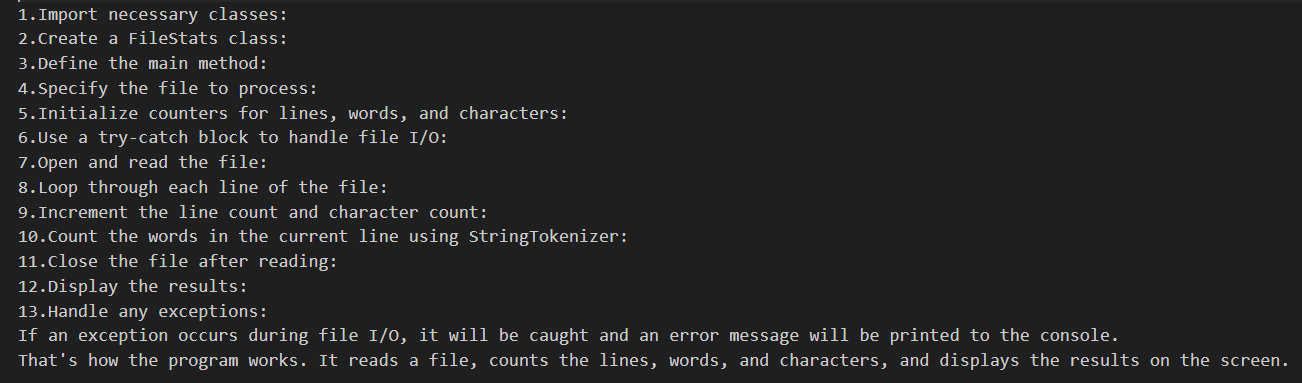 1.Import necessary classes:
2.Create a FileStats class:
3.Define the main method:
4.Specify the file to process:
5.Initialize counters for lines, words, and characters:
6.Use a try-catch block to handle file I/O:
7.Open and read the file:
8.Loop through each line of the file:
9.Increment the line count and character count:
10.Count the words in the current line using StringTokenizer:
11.Close the file after reading:
12.Display the results:
13.Handle any exceptions:
If an exception occurs during file I/O, it will be caught and an error message will be printed to the console.
That's how the program works. It reads a file, counts the lines, words, and characters, and displays the results on the screen.